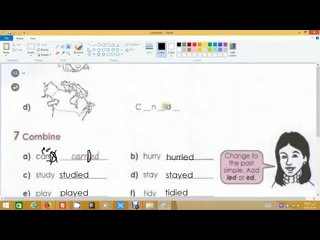 d) C _ n _ d _
7 Combine
a) carry carried b) hurry hurried
c) study studied d) stay stayed
e) play played f) tidy tidied
Change to
the past
simple. Add
ied or ed.